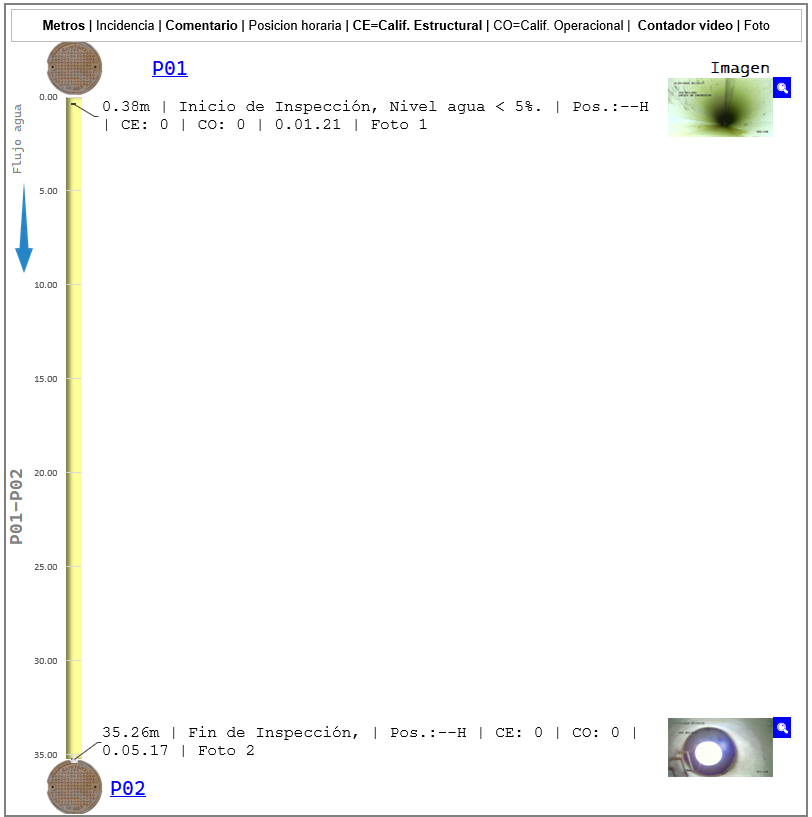 Metros | Incidencia | Comentario | Posicion horaria | CE=Calif. Estructural | CO=Calif. Operacional | Contador video | Foto
P01
Imagen
0.00
0.38m | Inicio de Inspección, Nivel agua < 5%. | Pos.:--H
| CE: 0 | CO: 0 | 0.01.21 | Foto 1
Flujo agua
5.00
10.00
15.00
20.00
P01-P02
25.00
30.00
35.26m | Fin de Inspección, | Pos.:--H | CE: 0 | CO: 0 |
0.05.17 | Foto 2
35.00
P02